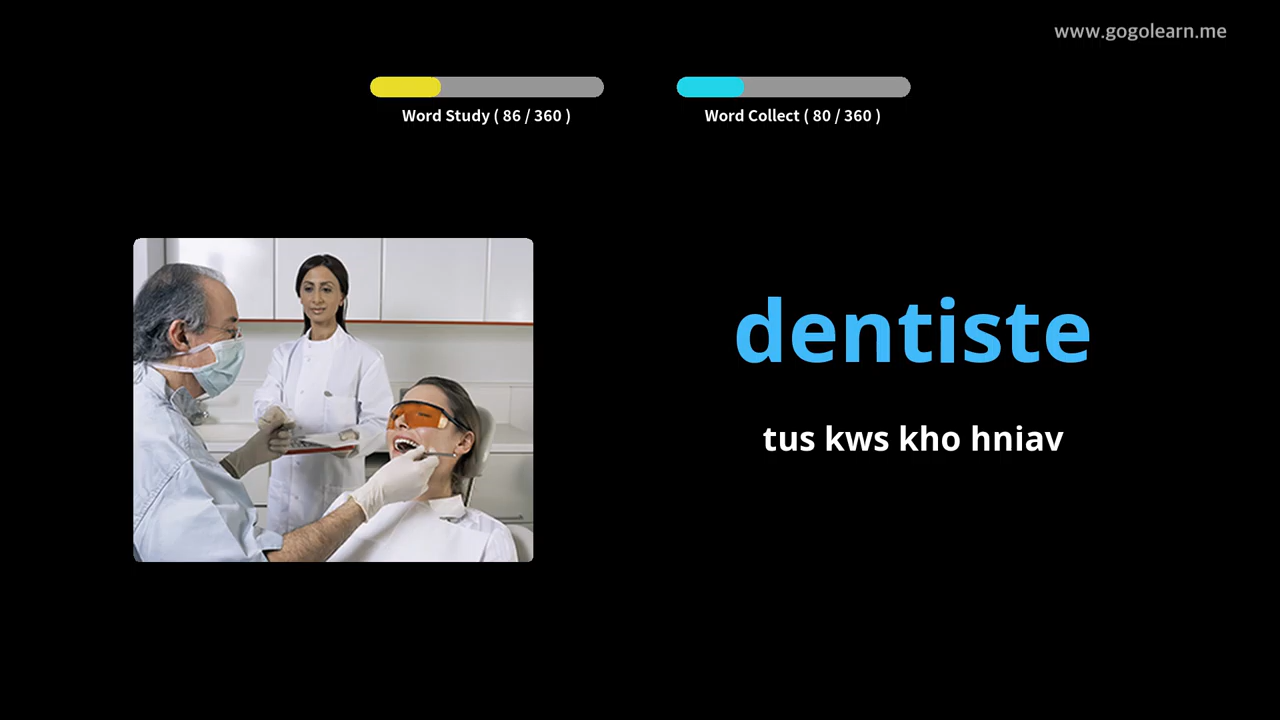 www.gogolearn.me
Word Study ( 86 / 360 )
Word Collect ( 80 / 360 )
dentiste
tus kws kho hniav